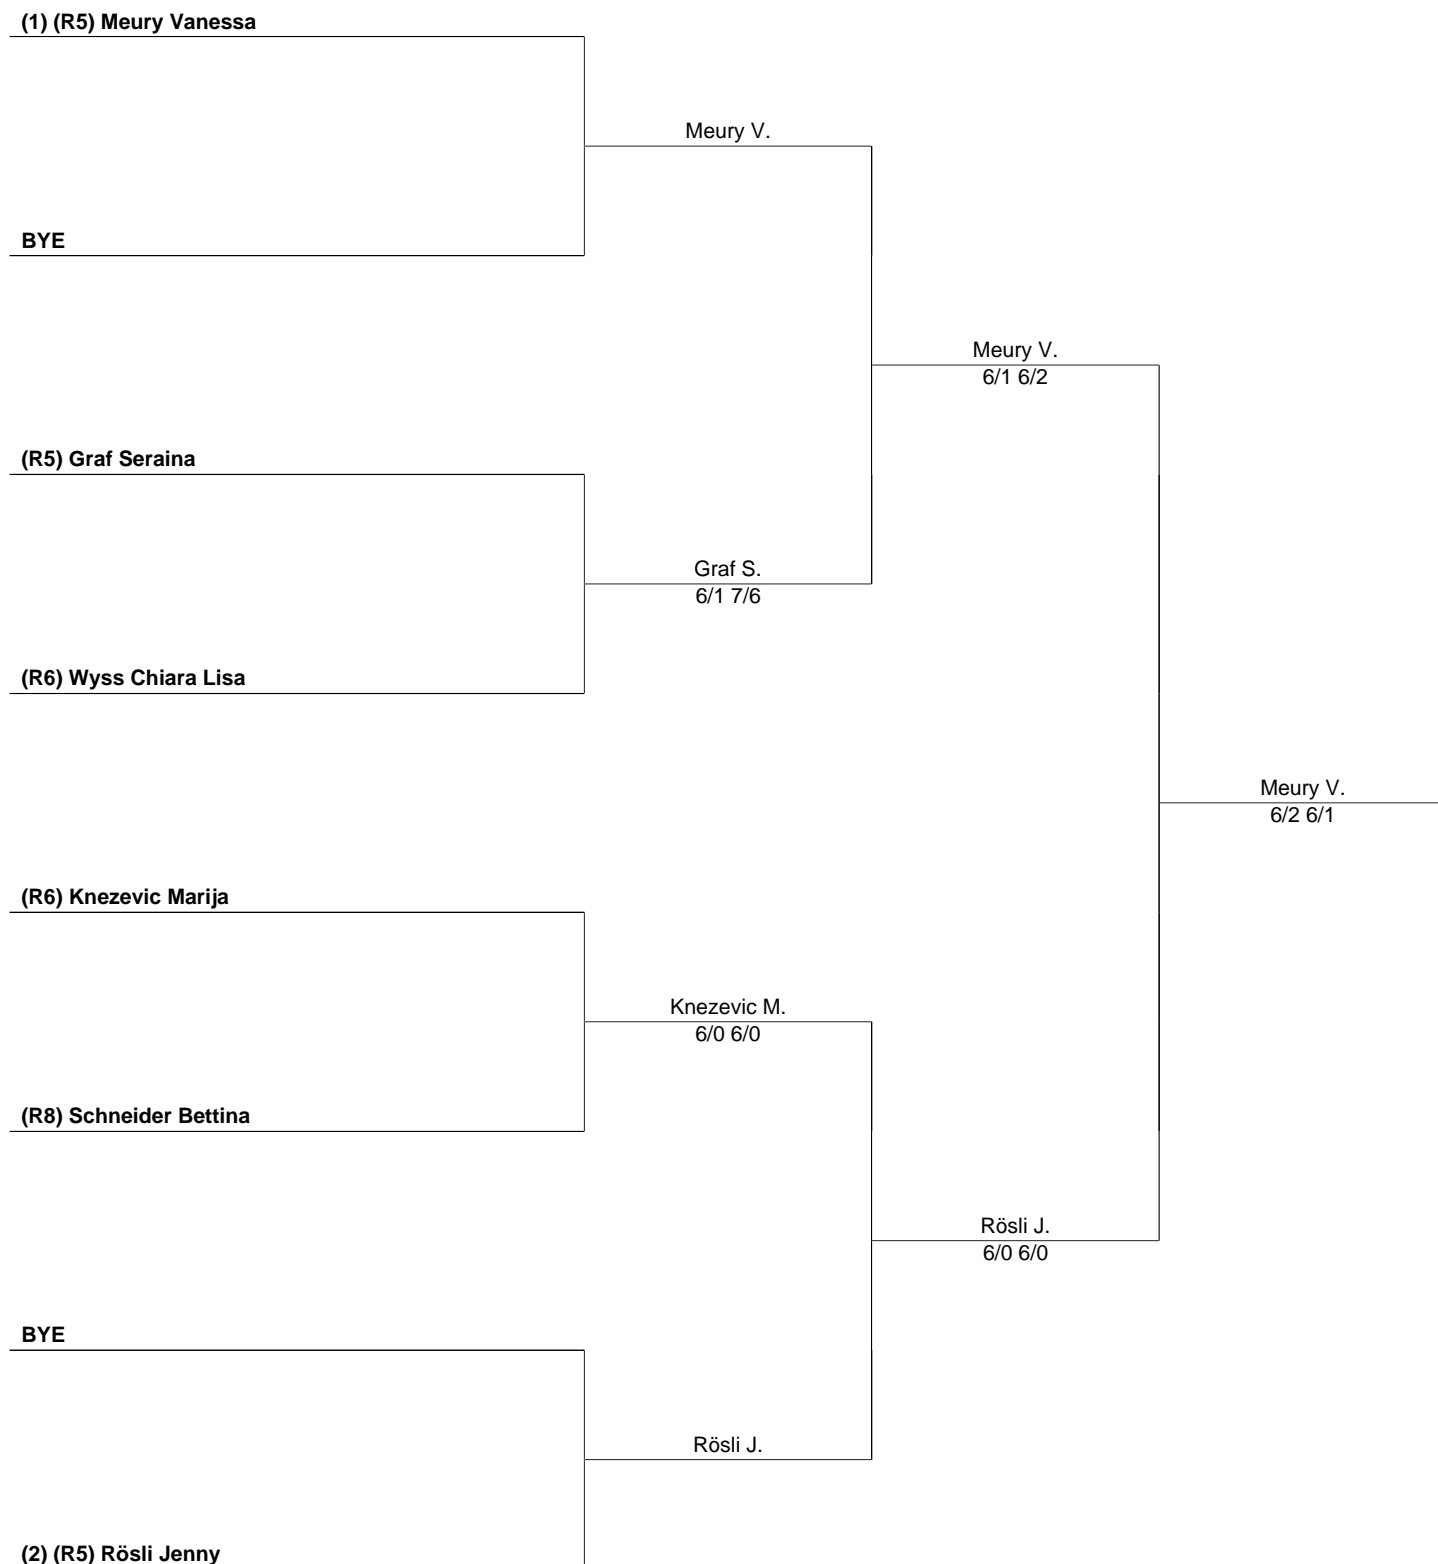 (1) (R5) Meury Vanessa
Meury V.
BYE
Meury V.
6/1 6/2
(R5) Graf Seraina
Graf S.
6/1 7/6
(R6) Wyss Chiara Lisa
Meury V.
6/2 6/1
(R6) Knezevic Marija
Knezevic M.
6/0 6/0
(R8) Schneider Bettina
Rösli J.
6/0 6/0
BYE
Rösli J.
(2) (R5) Rösli Jenny